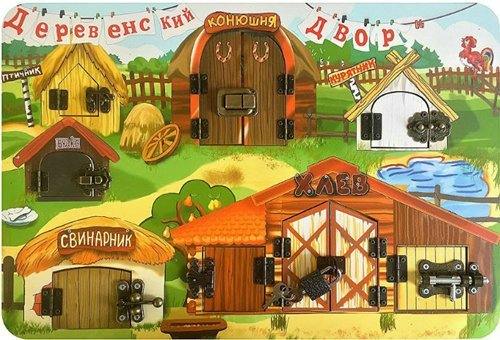 Деревенский Двор
КОНЮШНЯ
ПТИЧНИК
КУРЯТНИК
ХЛЕВ
СВИНАРНИК